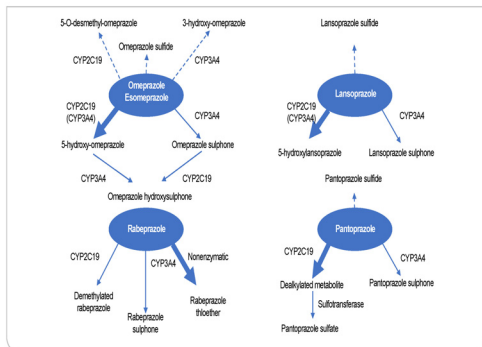 5-O-desmethyl-omeprazole
3-hydroxy-omeprazole
Omeprazole sulfide
CYP2C19
CYP3A4
Omeprazole
Esomeprazole
CYP2C19
(CYP3A4)
CYP3A4
5-hydroxy-omeprazole
Omeprazole sulphone
CYP3A4
CYP2C19
Omeprazole hydroxysulphone
Lansoprazole sulfide
Lansoprazole
CYP2C19
(CYP3A4)
CYP3A4
5-hydroxylansoprazole
Lansoprazole sulphone
Rabeprazole
CYP2C19
CYP3A4
Nonenzymatic
Demethylated
rabeprazole
Rabeprazole
sulphone
Rabeprazole
thloether
Pantoprazole sulfide
Pantoprazole
CYP2C19
CYP3A4
Dealkylated metabolite
Pantoprazole sulphone
Sulfotransferase
Pantoprazole sulfate